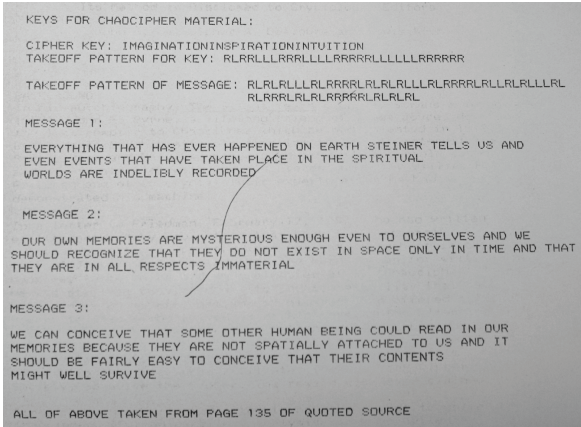 KEYS FOR CHAOCIPHER MATERIAL:
CIPHER KEY: IMAGINATIONINSPIRATIONINTUITION
TAKEOFF PATTERN FOR KEY: RLRRLLLRRRLLLLRRRRRLLLLLLRRRRRR
TAKEOFF PATTERN OF MESSAGE: RLRLRLLLRLRRRRLRLRLRLLLRLRRRRLRLLRLRLLLRL
RLRRRLRLRLRRRRRLRLRLRL
MESSAGE 1:
EVERYTHING THAT HAS EVER HAPPENED ON EARTH STEINER TELLS US AND
EVEN EVENTS THAT HAVE TAKEN PLACE IN THE SPIRITUAL
WORLDS ARE INDELIBLY RECORDED
MESSAGE 2:
OUR OWN MEMORIES ARE MYSTERIOUS ENOUGH EVEN TO OURSELVES AND WE
SHOULD RECOGNIZE THAT THEY DO NOT EXIST IN SPACE ONLY IN TIME AND THAT
THEY ARE IN ALL RESPECTS IMMATERIAL
MESSAGE 3:
WE CAN CONCEIVE THAT SOME OTHER HUMAN BEING COULD READ IN OUR
MEMORIES BECAUSE THEY ARE NOT SPATIALLY ATTACHED TO US AND IT
SHOULD BE FAIRLY EASY TO CONCEIVE THAT THEIR CONTENTS
MIGHT WELL SURVIVE
ALL OF ABOVE TAKEN FROM PAGE 135 OF QUOTED SOURCE